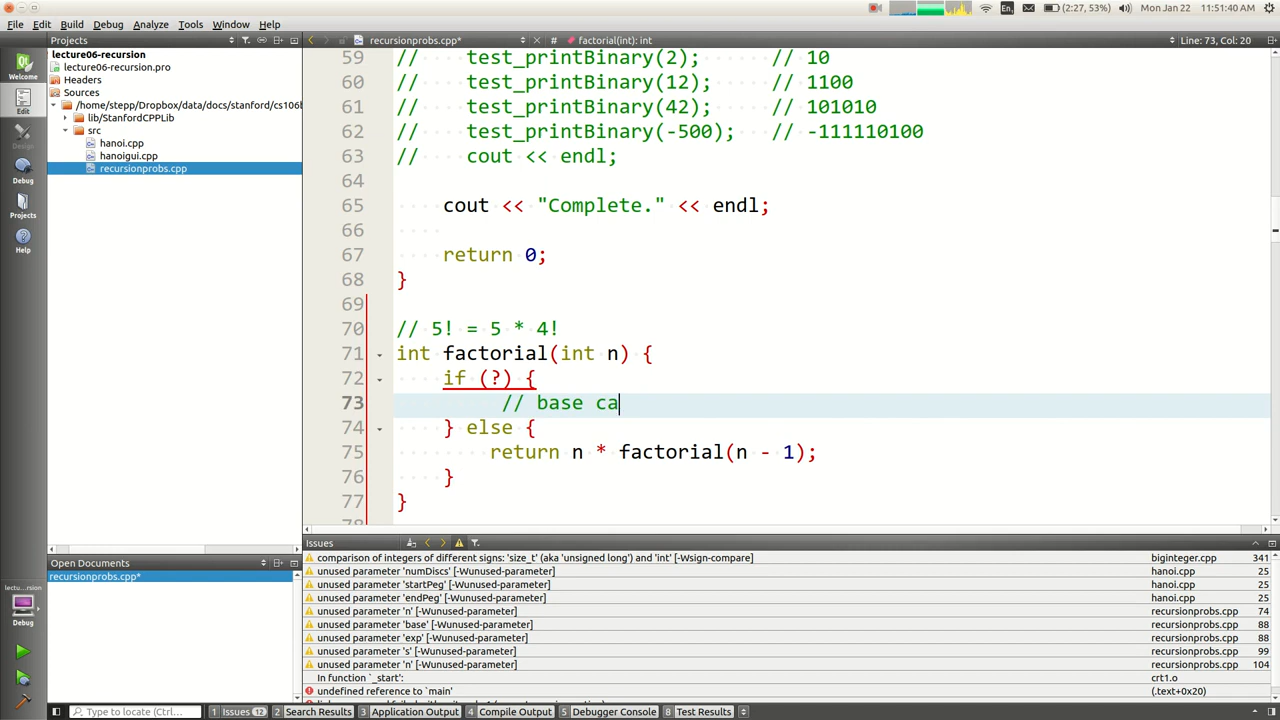 (2:27, 53%) En Mon Jan 22 11:51:40 AM
File Edit Build Debug Analyze Tools Window Help
Projects
recursionprobs.cpp*
# factorial(int): int
Line: 73, Col: 20
Welcome
Edit
Design
Debug
Projects
Help
lecture06-recursion
lecture06-recursion.pro
Headers
Sources
/home/stepp/Dropbox/data/docs/stanford/cs106b
lib/StanfordCPPLib
src
hanoi.cpp
hanoigui.cpp
recursionprobs.cpp
59 // test_printBinary(2); // 10
60 // test_printBinary(12); // 1100
61 // test_printBinary(42); // 101010
62 // test_printBinary(-500); // -111110100
63 // cout << endl;
64
65 cout << "Complete." << endl;
66
67 return 0;
68 }
69
70 // 5! = 5 * 4!
71 int factorial(int n) {
72 if (?) {
73 // base ca
74 } else {
75 return n * factorial(n - 1);
76 }
77 }
Open Documents
recursionprobs.cpp*
lectu...rsion
Debug
Issues
comparison of integers of different signs: 'size_t' (aka 'unsigned long') and 'int' [-Wsign-compare] biginteger.cpp 341
unused parameter 'numDiscs' [-Wunused-parameter] hanoi.cpp 25
unused parameter 'startPeg' [-Wunused-parameter] hanoi.cpp 25
unused parameter 'endPeg' [-Wunused-parameter] hanoi.cpp 25
unused parameter 'n' [-Wunused-parameter] recursionprobs.cpp 74
unused parameter 'base' [-Wunused-parameter] recursionprobs.cpp 88
unused parameter 'exp' [-Wunused-parameter] recursionprobs.cpp 88
unused parameter 's' [-Wunused-parameter] recursionprobs.cpp 99
unused parameter 'n' [-Wunused-parameter] recursionprobs.cpp 104
In function `_start': crt1.o
undefined reference to `main' (.text+0x20)
Type to locate (Ctrl...
1 Issues 12 2 Search Results 3 Application Output 4 Compile Output 5 Debugger Console 8 Test Results